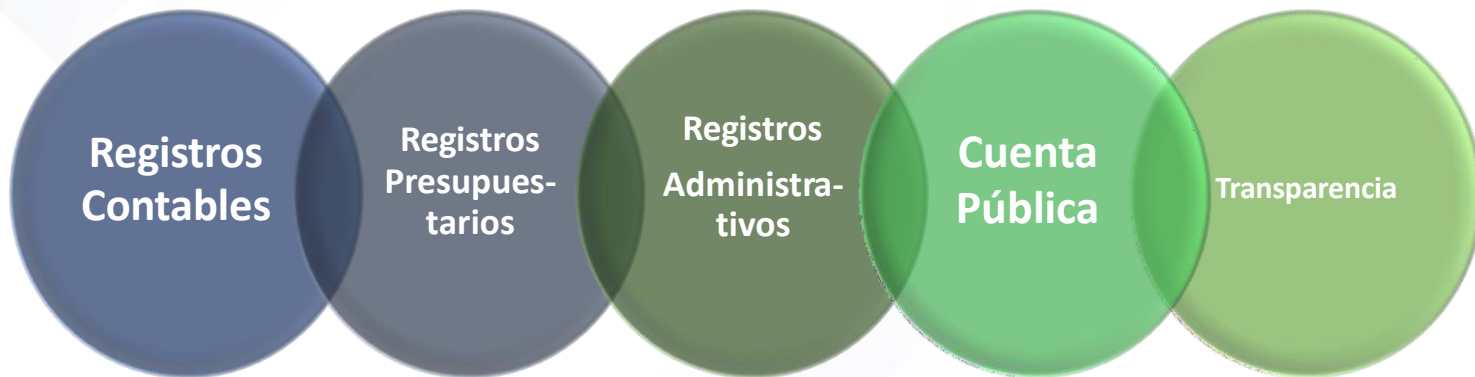 Registros
Contables
Registros
Presupues-
tarios
Registros
Administra-
tivos
Cuenta
Pública
Transparencia